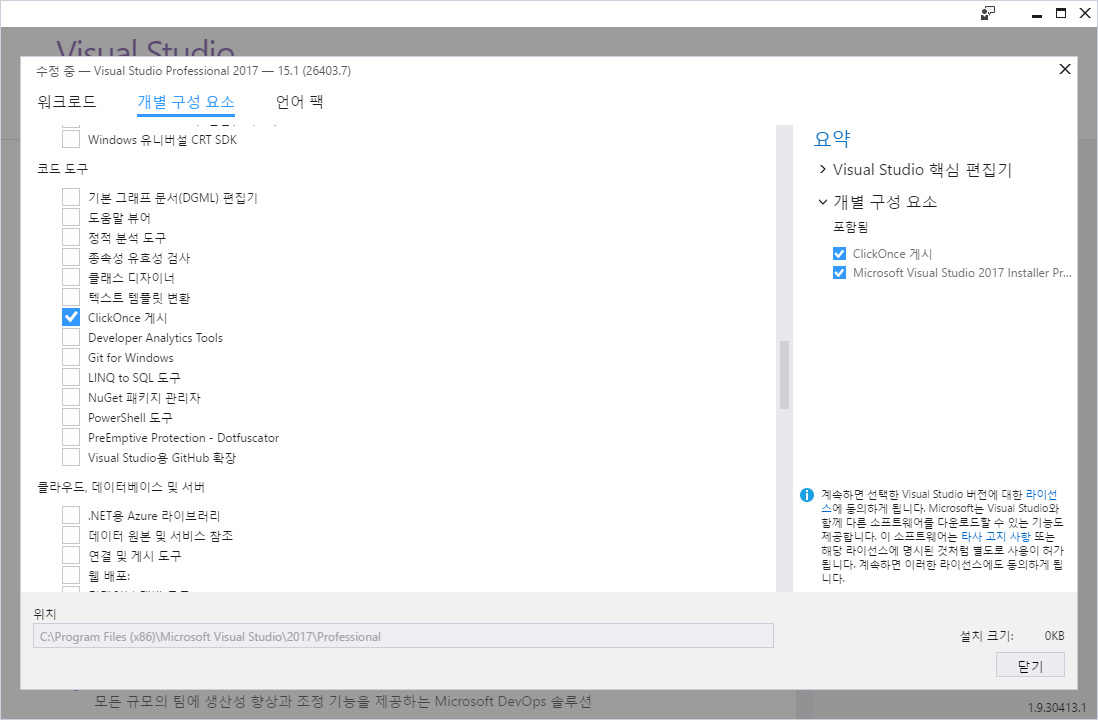 Visual Studio
수정 중 — Visual Studio Professional 2017 — 15.1 (26403.7)
워크로드
개별 구성 요소
언어 팩
Windows 유니버설 CRT SDK
코드 도구
기본 그래프 문서(DGML) 편집기
도움말 뷰어
정적 분석 도구
종속성 유효성 검사
클래스 디자이너
텍스트 템플릿 변환
ClickOnce 게시
Developer Analytics Tools
Git for Windows
LINQ to SQL 도구
NuGet 패키지 관리자
PowerShell 도구
PreEmptive Protection - Dotfuscator
Visual Studio용 GitHub 확장
클라우드, 데이터베이스 및 서버
.NET용 Azure 라이브러리
데이터 원본 및 서비스 참조
연결 및 게시 도구
웹 배포:
요약
Visual Studio 핵심 편집기
개별 구성 요소
포함됨
ClickOnce 게시
Microsoft Visual Studio 2017 Installer Pr...
계속하면 선택한 Visual Studio 버전에 대한 라이선
스에 동의하게 됩니다. Microsoft는 Visual Studio와
함께 다른 소프트웨어를 다운로드할 수 있는 기능도
제공합니다. 이 소프트웨어는 타사 고지 사항 또는
해당 라이선스에 명시된 것처럼 별도로 사용이 허가
됩니다. 계속하면 이러한 라이선스에도 동의하게 됩
니다.
위치
C:\Program Files (x86)\Microsoft Visual Studio\2017\Professional
설치 크기: 0KB
닫기
모든 규모의 팀에 생산성 향상과 조정 기능을 제공하는 Microsoft DevOps 솔루션
1.9.30413.1